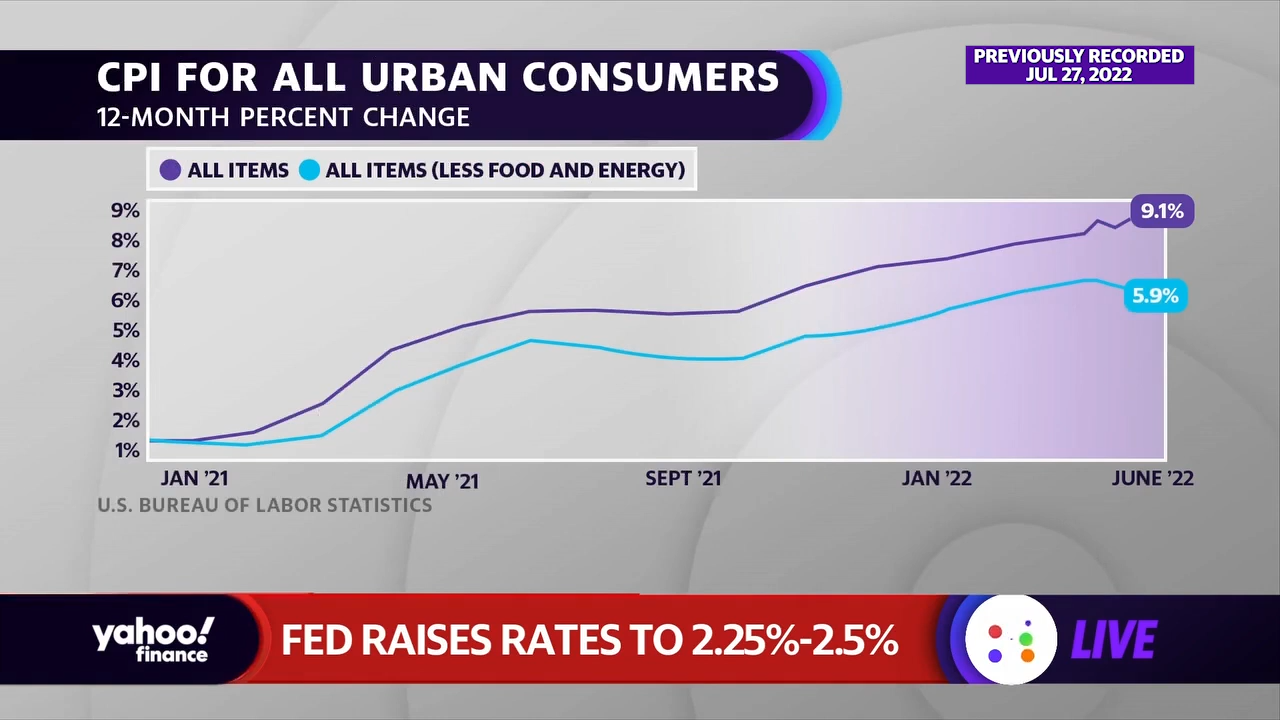 CPI FOR ALL URBAN CONSUMERS
12-MONTH PERCENT CHANGE
PREVIOUSLY RECORDED
JUL 27, 2022
ALL ITEMS ALL ITEMS (LESS FOOD AND ENERGY)
9%
8%
7%
6%
5%
4%
3%
2%
1%
9.1%
5.9%
JAN ’21 MAY ’21 SEPT ’21 JAN ’22 JUNE ’22
U.S. BUREAU OF LABOR STATISTICS
yahoo!
finance
FED RAISES RATES TO 2.25%-2.5%
LIVE